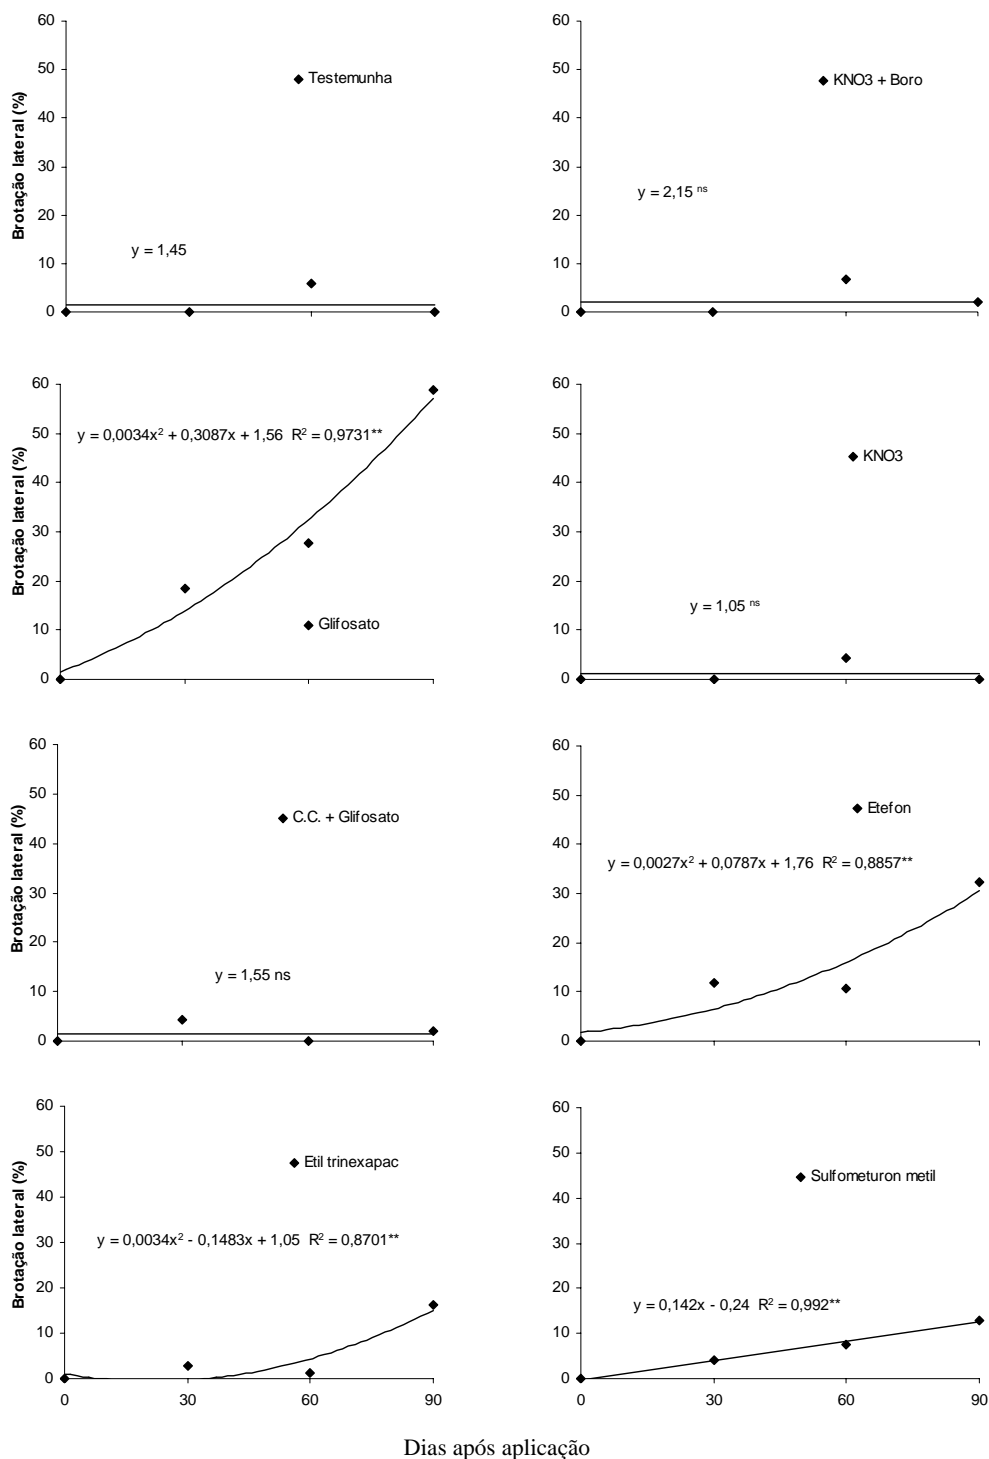 Brotação lateral (%)
60
50
40
30
20
10
0
Testemunha
y = 1,45
60
50
40
30
20
10
0
KNO3 + Boro
y = 2,15 ns
Brotação lateral (%)
60
50
40
30
20
10
0
y = 0,0034x² + 0,3087x + 1,56 R² = 0,9731**
Glifosato
60
50
40
30
20
10
0
KNO3
y = 1,05 ns
Brotação lateral (%)
60
50
40
30
20
10
0
C.C. + Glifosato
y = 1,55 ns
60
50
40
30
20
10
0
Etefon
y = 0,0027x² + 0,0787x + 1,76 R² = 0,8857**
Brotação lateral (%)
60
50
40
30
20
10
0
Etil trinexapac
y = 0,0034x² - 0,1483x + 1,05 R² = 0,8701**
0 30 60 90
60
50
40
30
20
10
0
Sulfometuron metil
y = 0,142x - 0,24 R² = 0,992**
0 30 60 90
Dias após aplicação